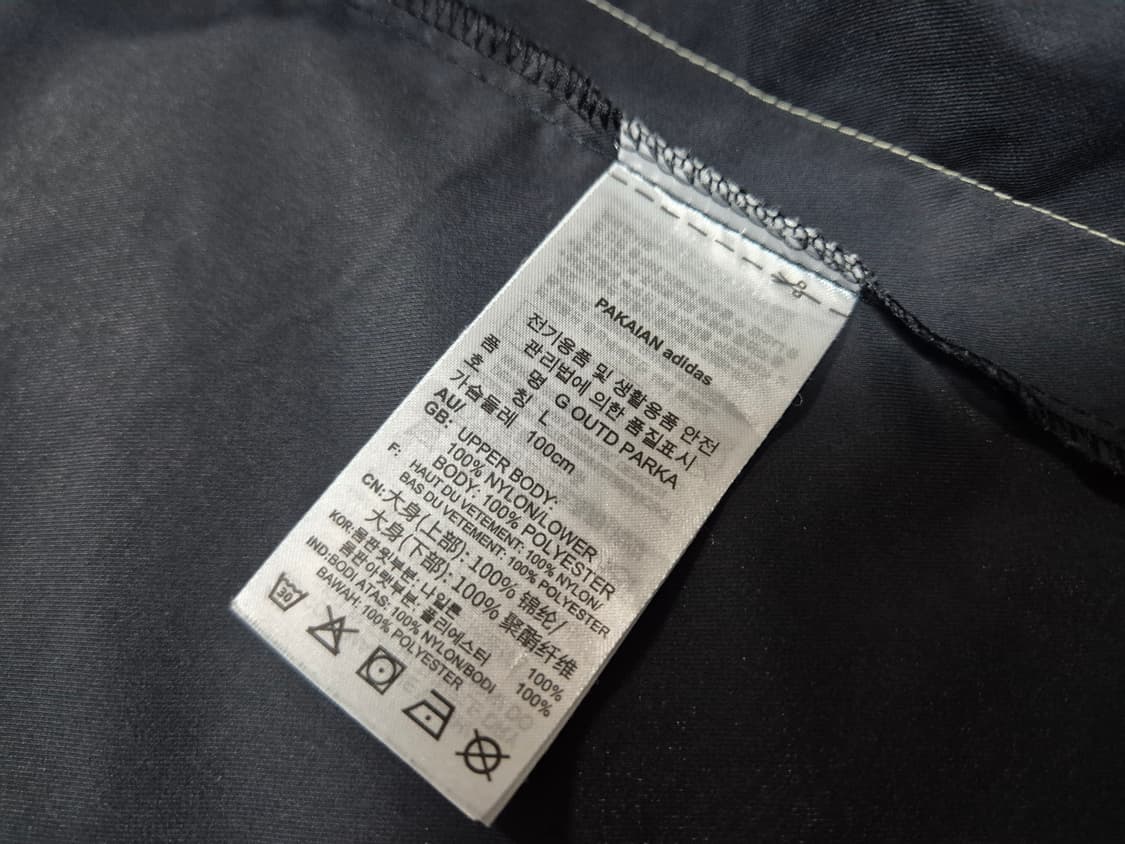 PAKAIAN adidas
전기용품 및 생활용품 안전
관리법에 의한 품질표시
품 명 G OUTD PARKA
호 칭 L
가슴둘레 100cm
AU/
GB: UPPER BODY:
100% NYLON/LOWER
BODY: 100% POLYESTER
F: HAUT DU VETEMENT: 100% NYLON/
BAS DU VETEMENT: 100% POLYESTER
CN:大身(上部): 100% 锦纶/
大身(下部): 100% 聚酯纤维
KOR:몸판윗부분: 나일론 100%
몸판아랫부분: 폴리에스터 100%
IND:BODI ATAS: 100% NYLON/BODI
BAWAH: 100% POLYESTER
30